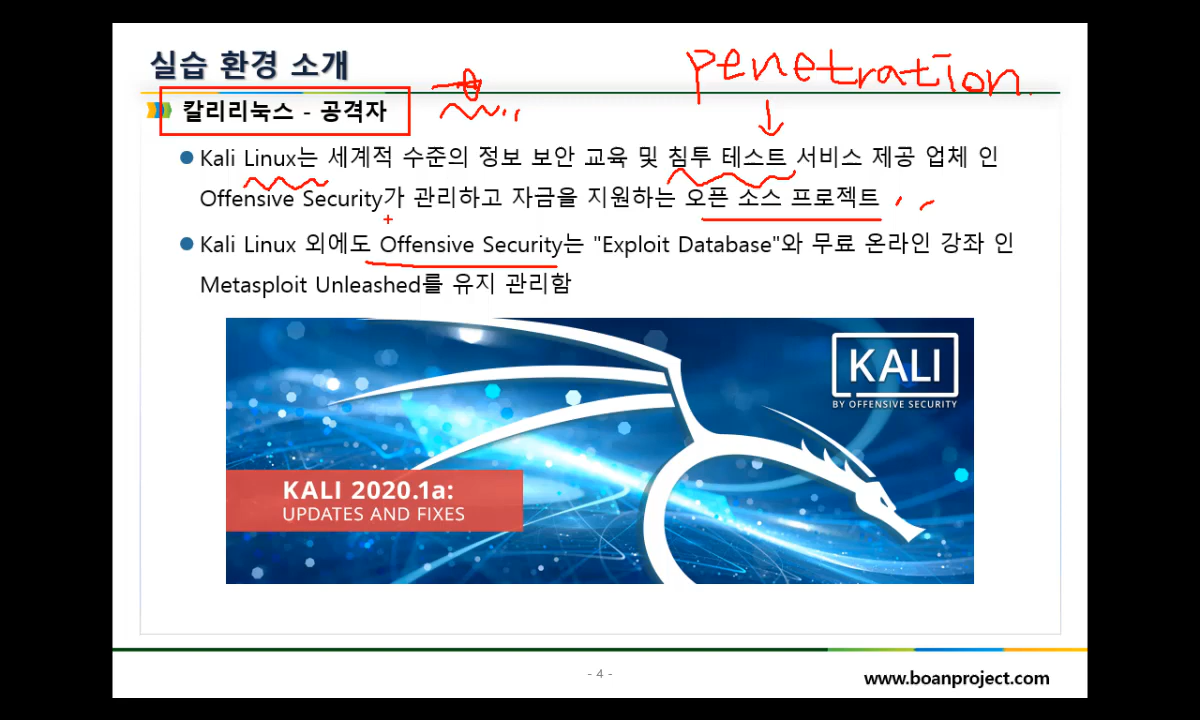 실습 환경 소개
penetration
칼리리눅스 - 공격자
Kali Linux는 세계적 수준의 정보 보안 교육 및 침투 테스트 서비스 제공 업체 인
Offensive Security가 관리하고 자금을 지원하는 오픈 소스 프로젝트
Kali Linux 외에도 Offensive Security는 "Exploit Database"와 무료 온라인 강좌 인
Metasploit Unleashed를 유지 관리함
KALI
BY OFFENSIVE SECURITY
KALI 2020.1a:
UPDATES AND FIXES
- 4 -
www.boanproject.com